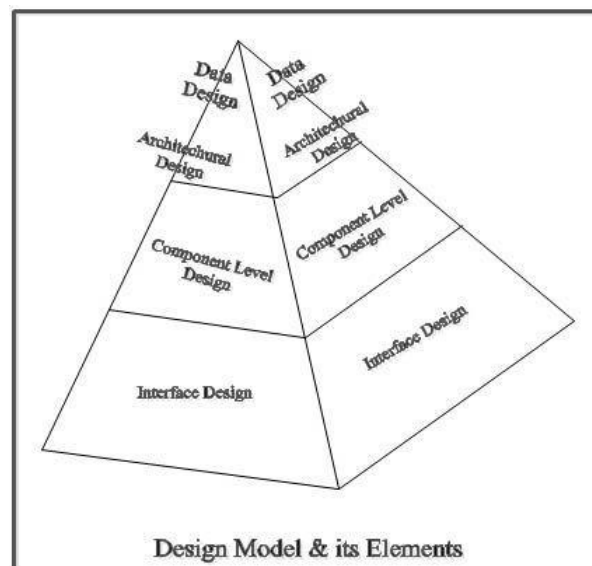 Data
Design
Data
Design
Architechural
Design
Architechural
Design
Component Level
Design
Component Level
Design
Interface Design
Interface Design
Design Model & its Elements